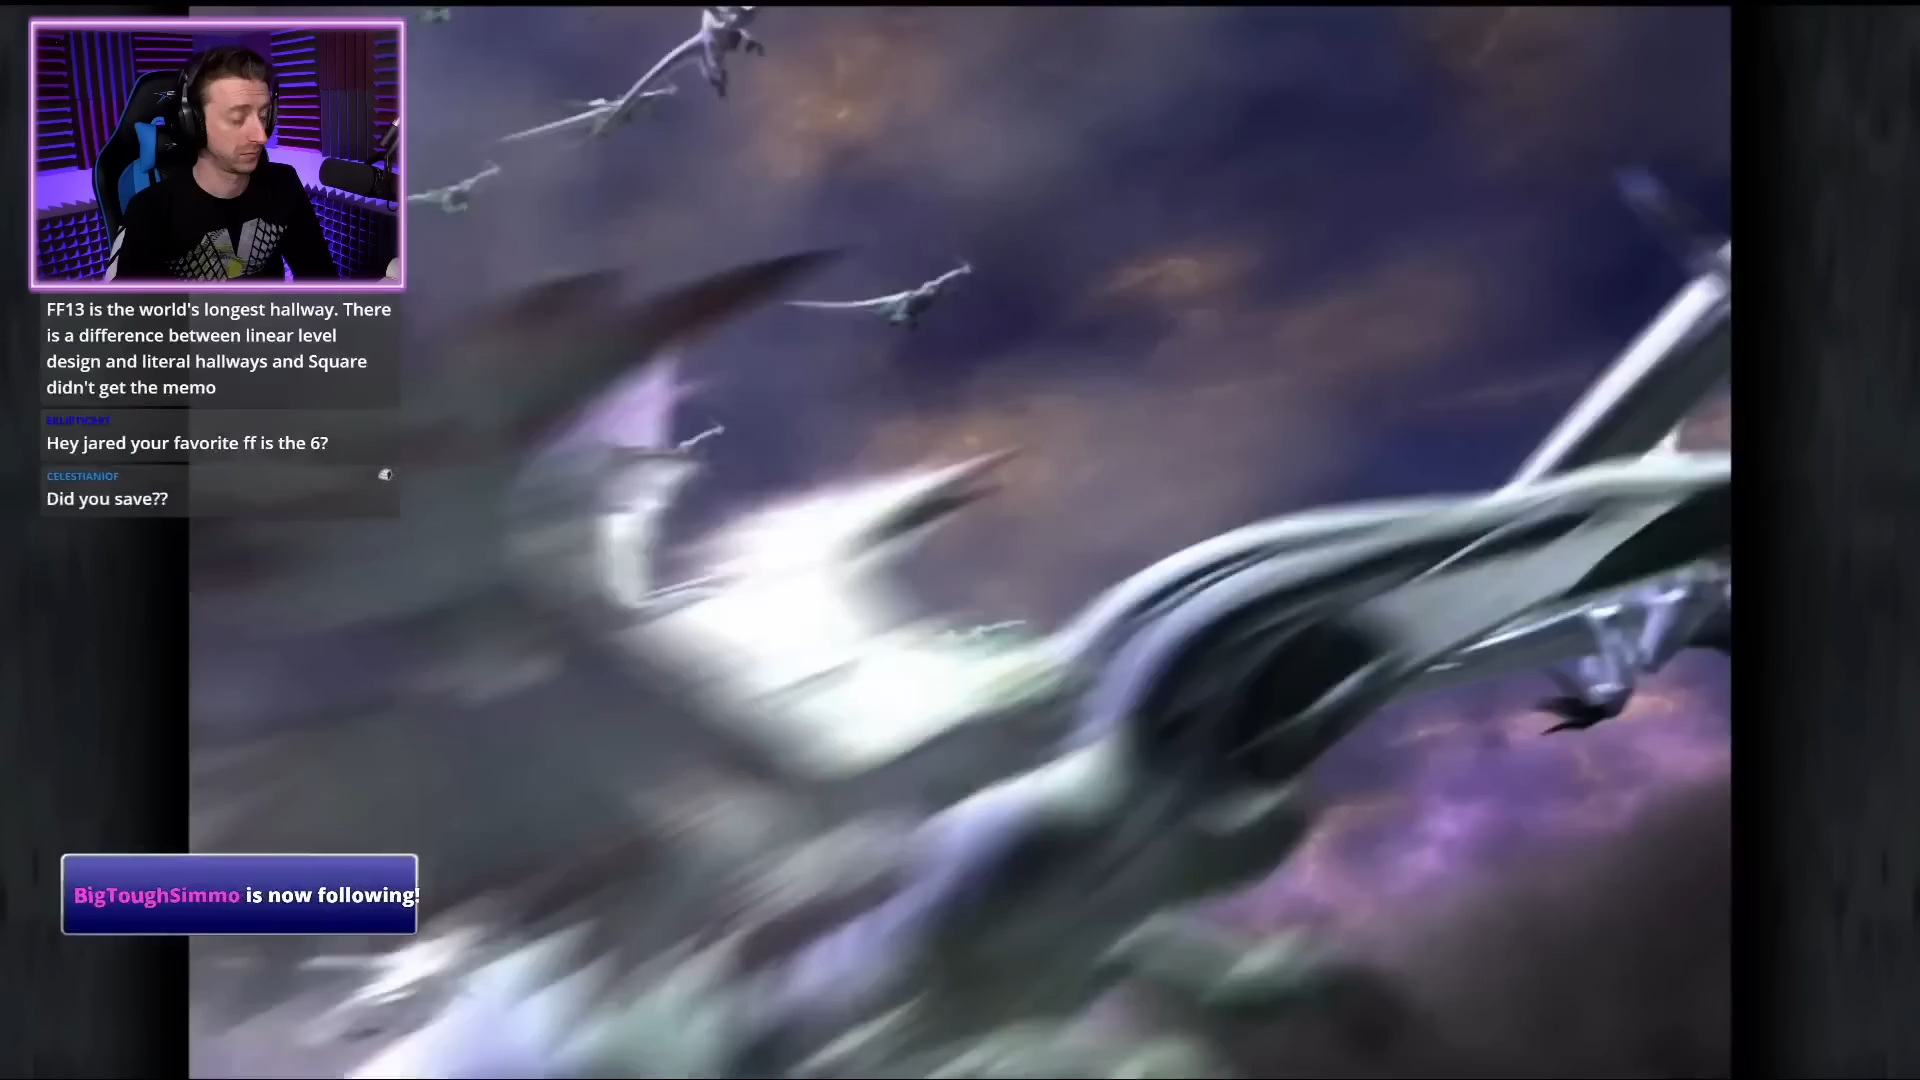 FF13 is the world's longest hallway. There
is a difference between linear level
design and literal hallways and Square
didn't get the memo
Hey jared your favorite ff is the 6?
CELESTIANIOF
Did you save??
BigToughSimmo is now following!